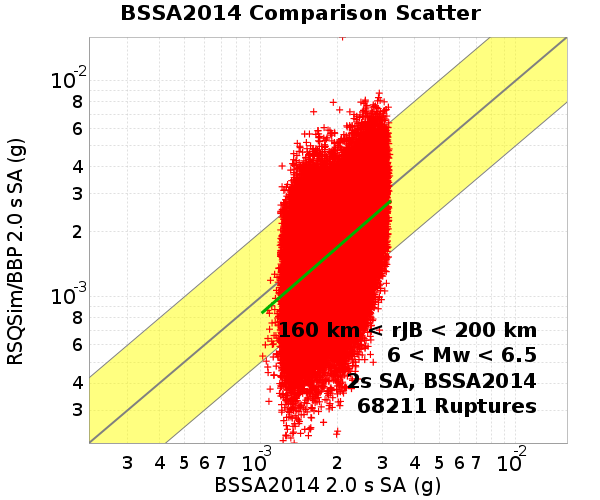 BSSA2014 Comparison Scatter
RSQSim/BBP 2.0 s SA (g)
10-2
8
6
4
3
2
10-3
8
6
4
3
160 km < rJB < 200 km
6 < Mw < 6.5
2s SA, BSSA2014
68211 Ruptures
3 4 5 6 7 10-3 2 3 4 5 6 7 10-2
BSSA2014 2.0 s SA (g)